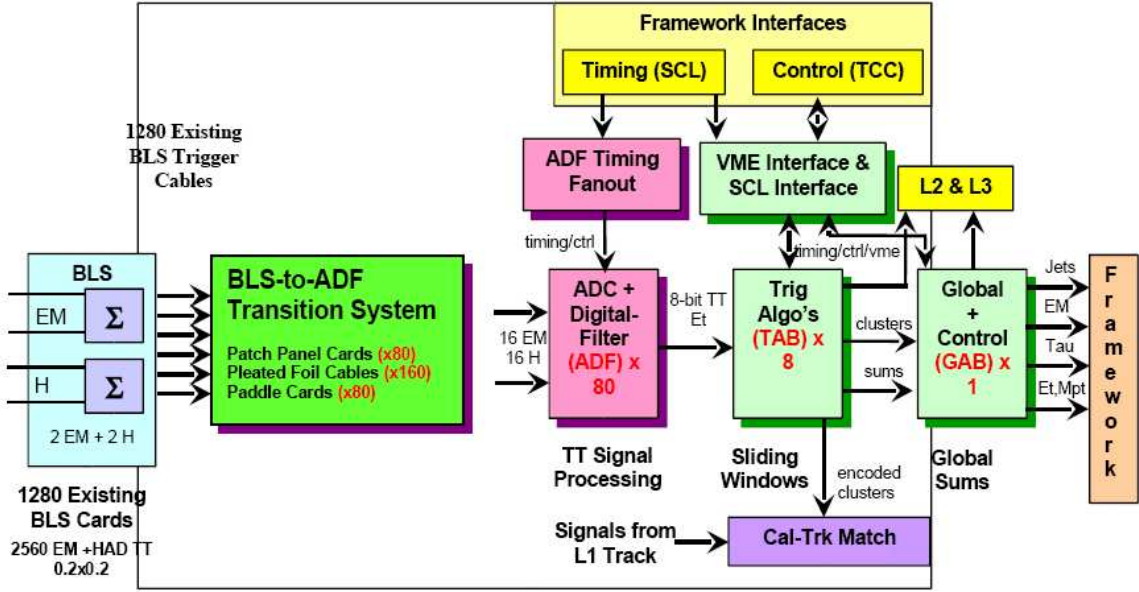 Framework Interfaces
Timing (SCL)
Control (TCC)
1280 Existing
BLS Trigger
Cables
ADF Timing
Fanout
VME Interface &
SCL Interface
L2 & L3
timing/ctrl
timing/ctrl/vme
BLS
EM
Σ
H
Σ
2 EM + 2 H
1280 Existing
BLS Cards
2560 EM +HAD TT
0.2x0.2
BLS-to-ADF
Transition System
Patch Panel Cards (x80)
Pleated Foil Cables (x160)
Paddle Cards (x80)
16 EM
16 H
ADC +
Digital-
Filter
(ADF) x
80
8-bit TT
Et
Trig
Algo's
(TAB) x
8
clusters
sums
Global
+
Control
(GAB) x
1
Jets
EM
Tau
Et,Mpt
Framework
TT Signal
Processing
Sliding
Windows
encoded
clusters
Global
Sums
Signals from
L1 Track
Cal-Trk Match